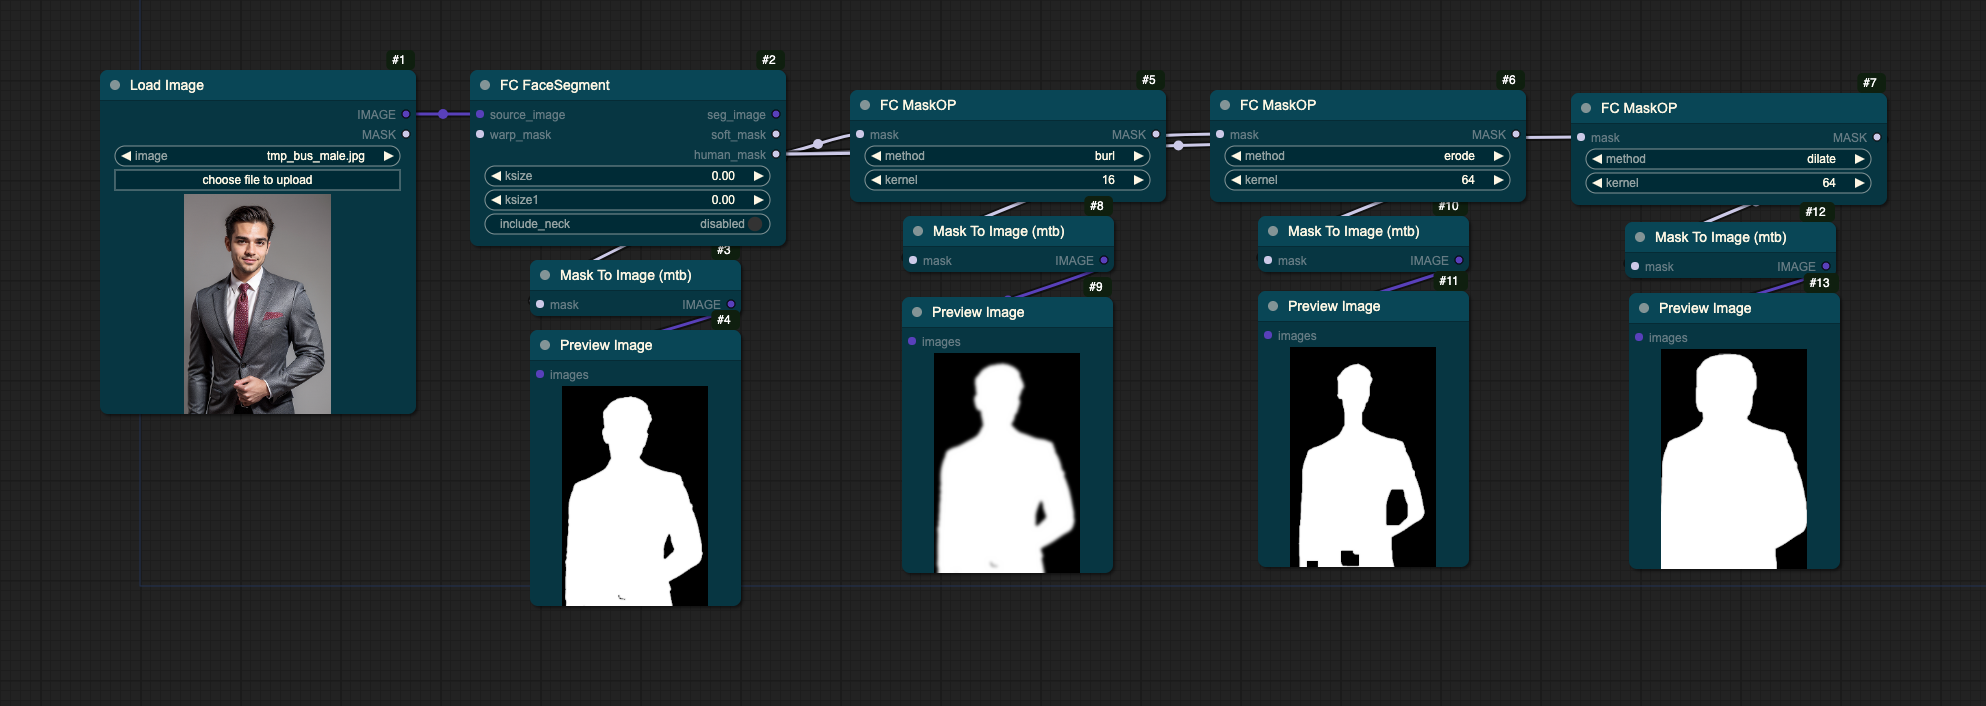 #1
Load Image
IMAGE
MASK
image tmp_bus_male.jpg
choose file to upload
#2
FC FaceSegment
source_image seg_image
warp_mask soft_mask
human_mask
ksize 0.00
ksize1 0.00
include_neck disabled
#3
Mask To Image (mtb)
mask IMAGE
#4
Preview Image
images
#5
FC MaskOP
mask MASK
method burl
kernel 16
#8
Mask To Image (mtb)
mask IMAGE
#9
Preview Image
images
#6
FC MaskOP
mask MASK
method erode
kernel 64
#10
Mask To Image (mtb)
mask IMAGE
#11
Preview Image
images
#7
FC MaskOP
mask MASK
method dilate
kernel 64
#12
Mask To Image (mtb)
mask IMAGE
#13
Preview Image
images